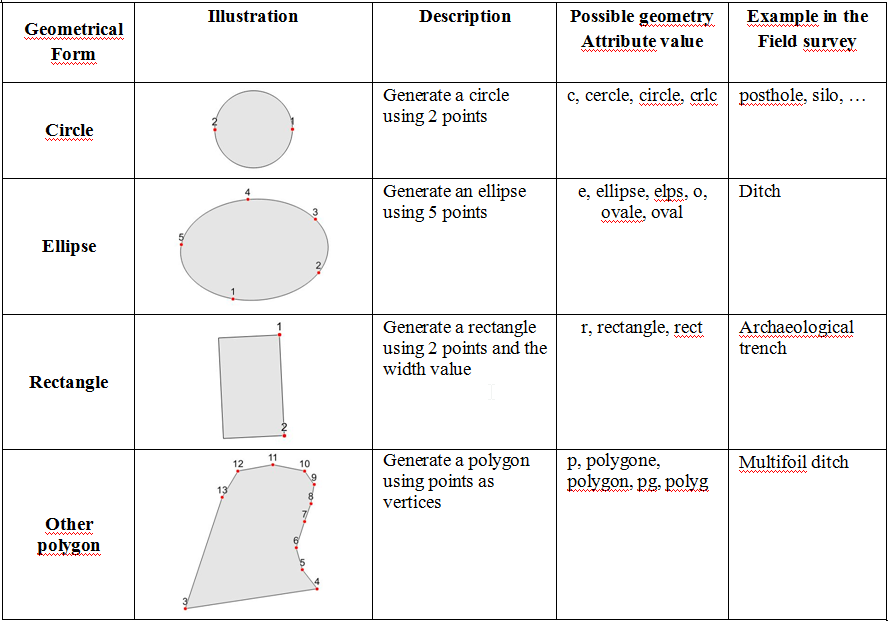 Geometrical
Form
Illustration
Description
Possible geometry
Attribute value
Example in the
Field survey
Circle
2
1
Generate a circle
using 2 points
c, cercle, circle, crlc
posthole, silo, …
Ellipse
4
3
5
2
1
Generate an ellipse
using 5 points
e, ellipse, elps, o,
ovale, oval
Ditch
Rectangle
1
2
Generate a rectangle
using 2 points and the
width value
r, rectangle, rect
Archaeological
trench
Other
polygon
11
12
10
9
13
8
7
6
5
4
3
Generate a polygon
using points as
vertices
p, polygone,
polygon, pg, polyg
Multifoil ditch